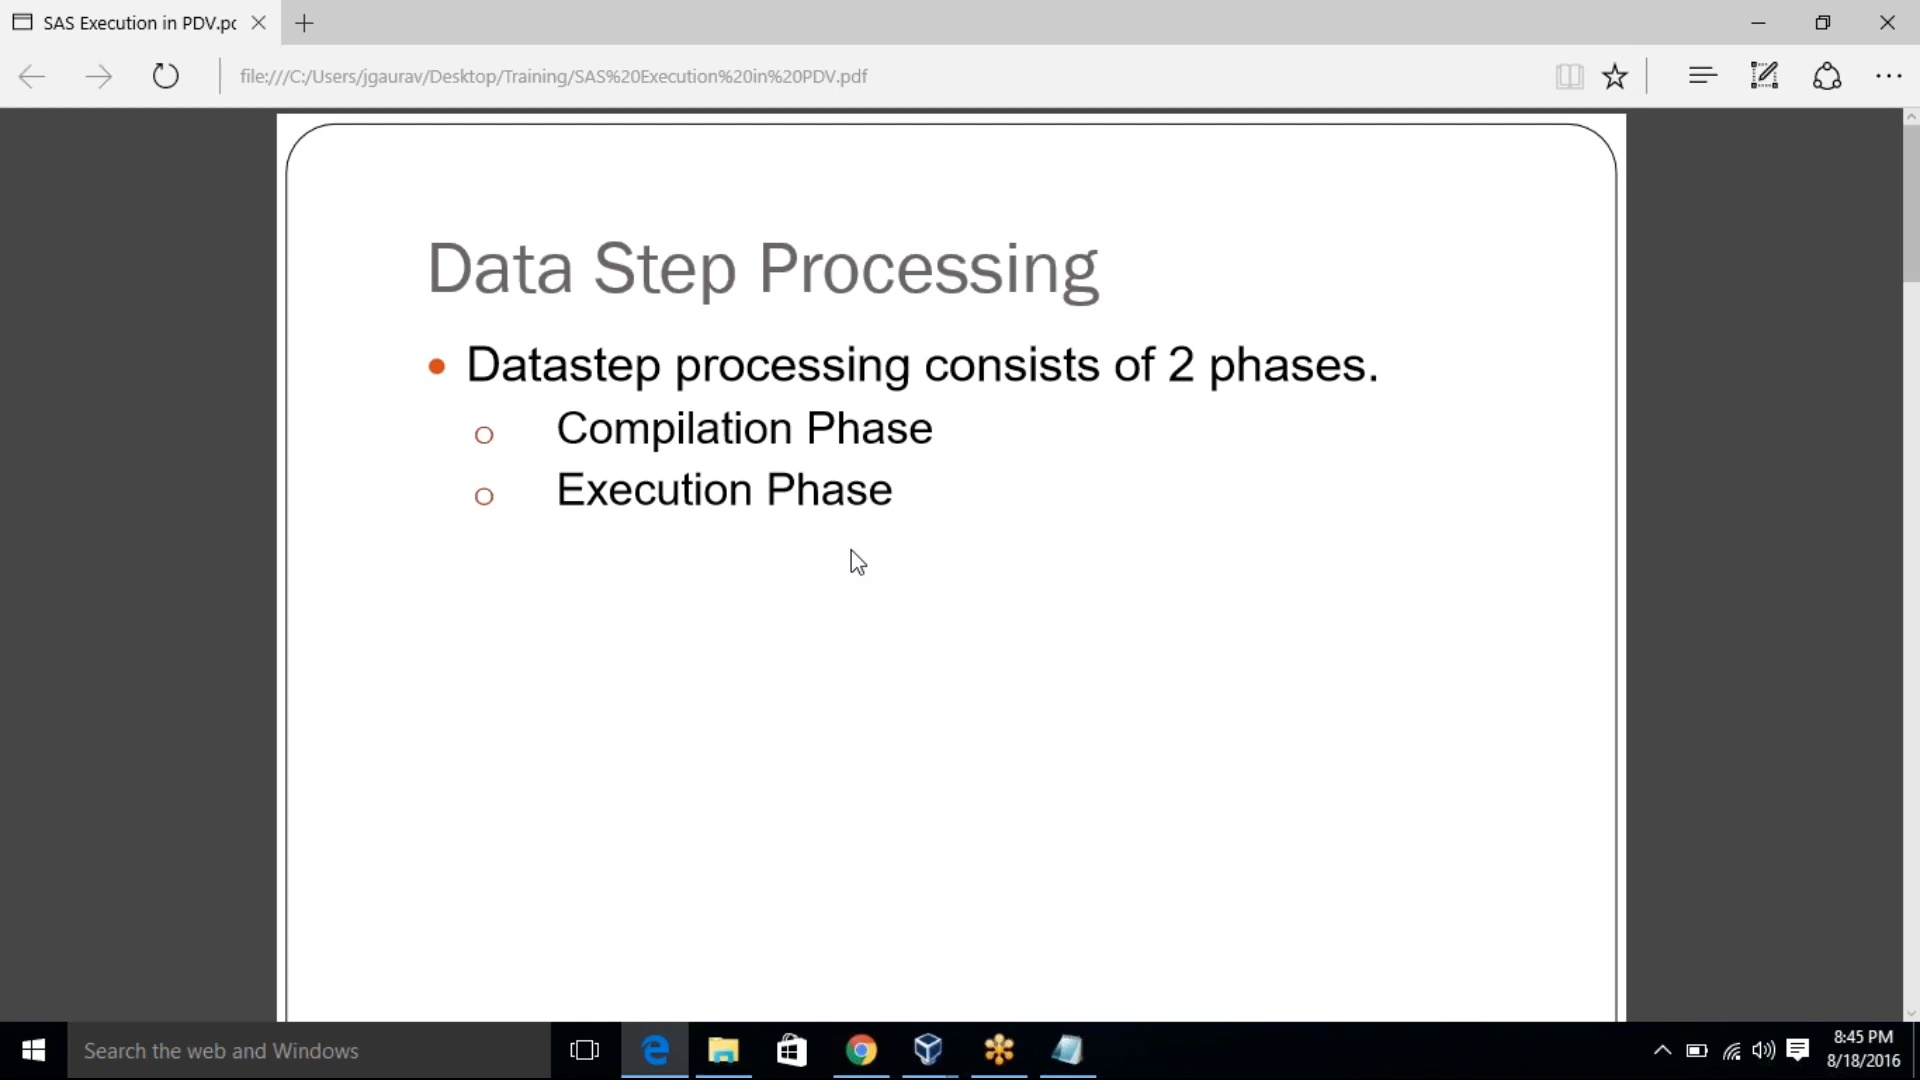 SAS Execution in PDV.pc
file:///C:/Users/jgaurav/Desktop/Training/SAS%20Execution%20in%20PDV.pdf
Data Step Processing
Datastep processing consists of 2 phases.
Compilation Phase
Execution Phase
Search the web and Windows
8:45 PM
8/18/2016